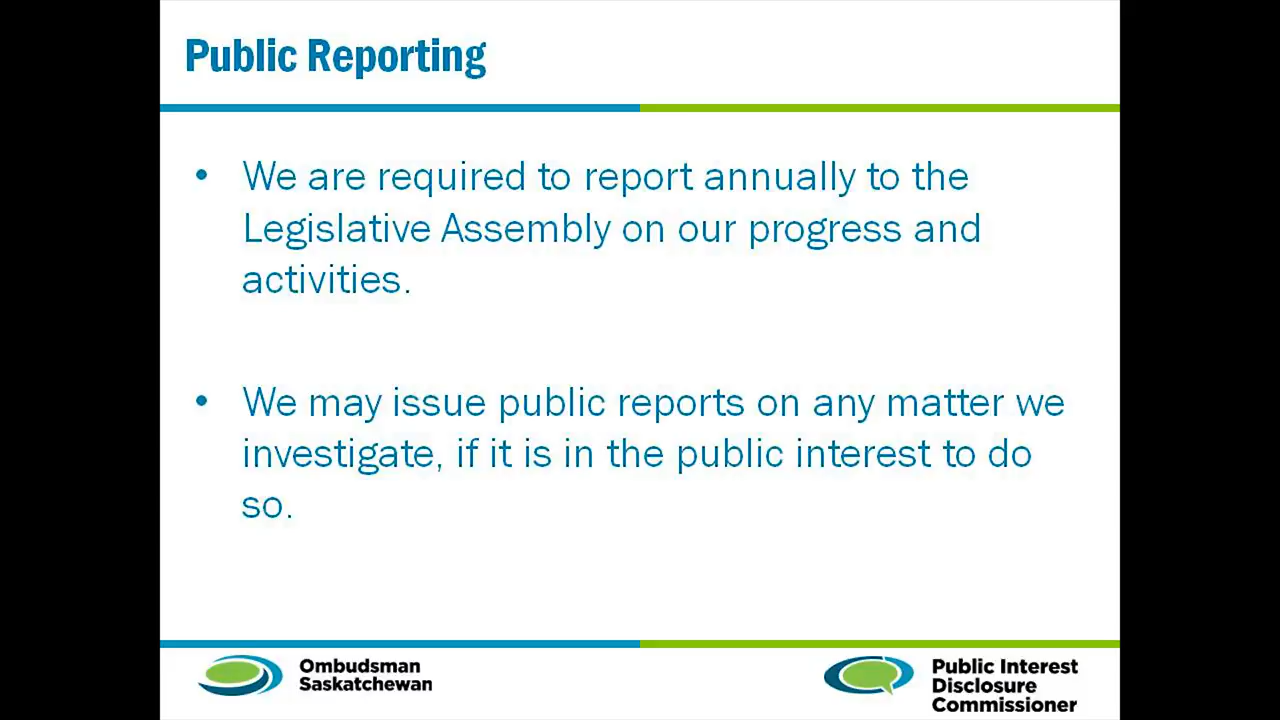 Public Reporting
• We are required to report annually to the
Legislative Assembly on our progress and
activities.
• We may issue public reports on any matter we
investigate, if it is in the public interest to do
so.
Ombudsman
Saskatchewan
Public Interest
Disclosure
Commissioner